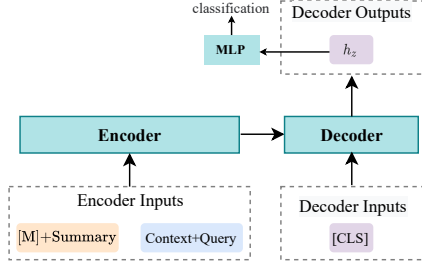 classification
Decoder Outputs
MLP
h_z
Encoder
Decoder
Encoder Inputs
[M]+Summary
Context+Query
Decoder Inputs
[CLS]